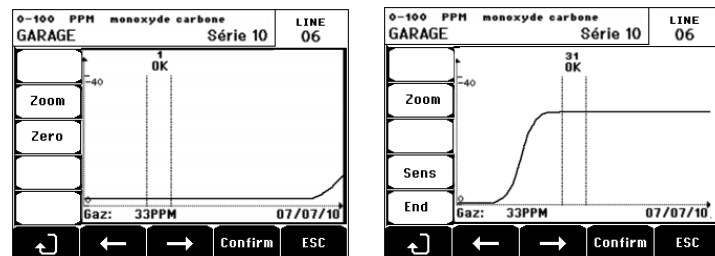 0-100 PPM monoxyde carbone
GARAGE Série 10
LINE
06
1
OK
40
Zoom
Zero
0
Gaz: 33PPM 07/07/10
Confirm ESC
0-100 PPM monoxyde carbone
GARAGE Série 10
LINE
06
31
OK
40
Zoom
Sens
End
0
Gaz: 33PPM 07/07/10
Confirm ESC